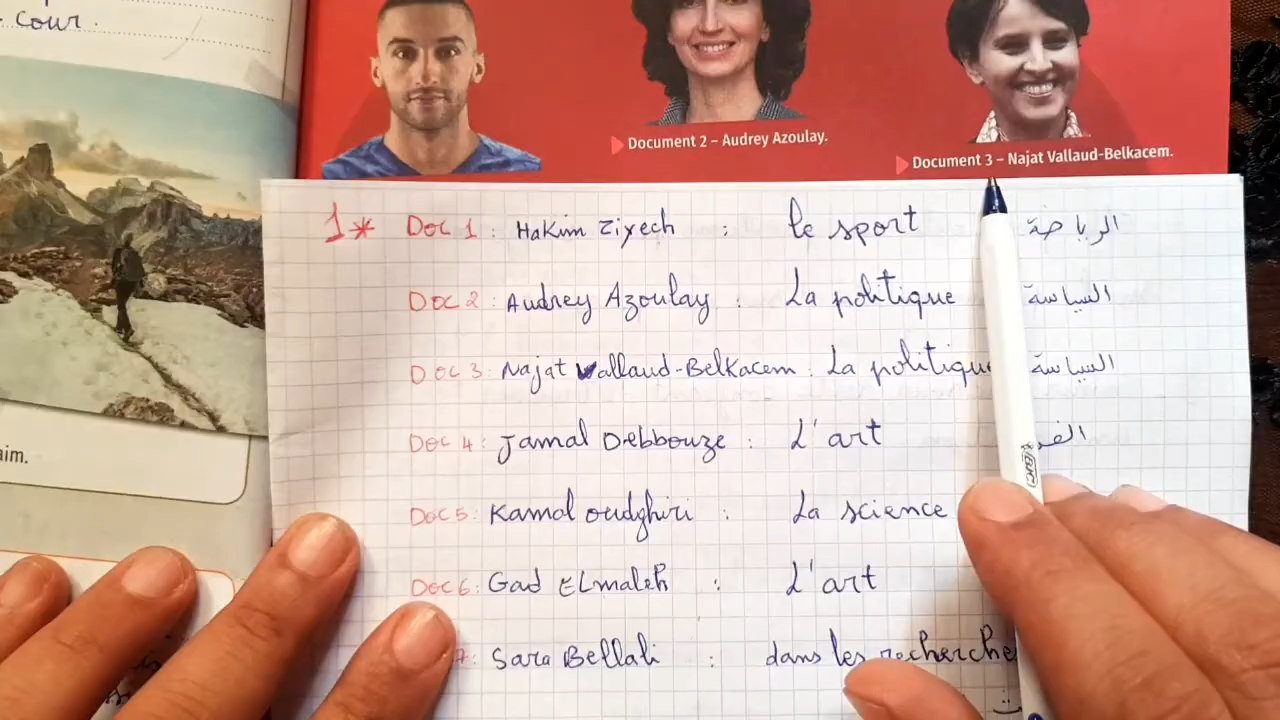 cour.
Document 2 – Audrey Azoulay.
Document 3 – Najat Vallaud-Belkacem.
1* Doc 1 : Hakim Ziyech : le sport الرياضة
Doc 2 : Audrey Azoulay : La politique السياسة
Doc 3 : Najat Vallaud-Belkacem : La politique السياسة
Doc 4 : Jamal Debbouze : L'art
Doc 5 : Kamal oudghiri : La science
Doc 6 : Gad ELmaleh : L'art
7: Sara Bellali : dans les recherche
aim.
BIC